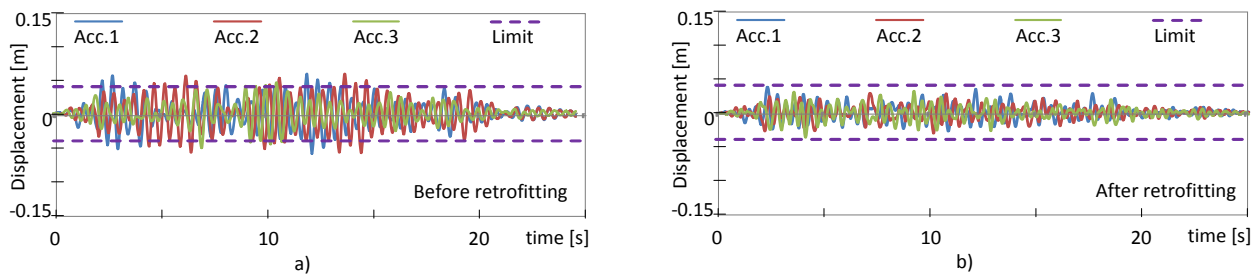 0.15
Acc.1 Acc.2 Acc.3 Limit
Displacement [m]
0
Before retrofitting
-0.15
0 10 20 time [s]
a)
0.15
Acc.1 Acc.2 Acc.3 Limit
Displacement [m]
0
After retrofitting
-0.15
0 10 20 time [s]
b)